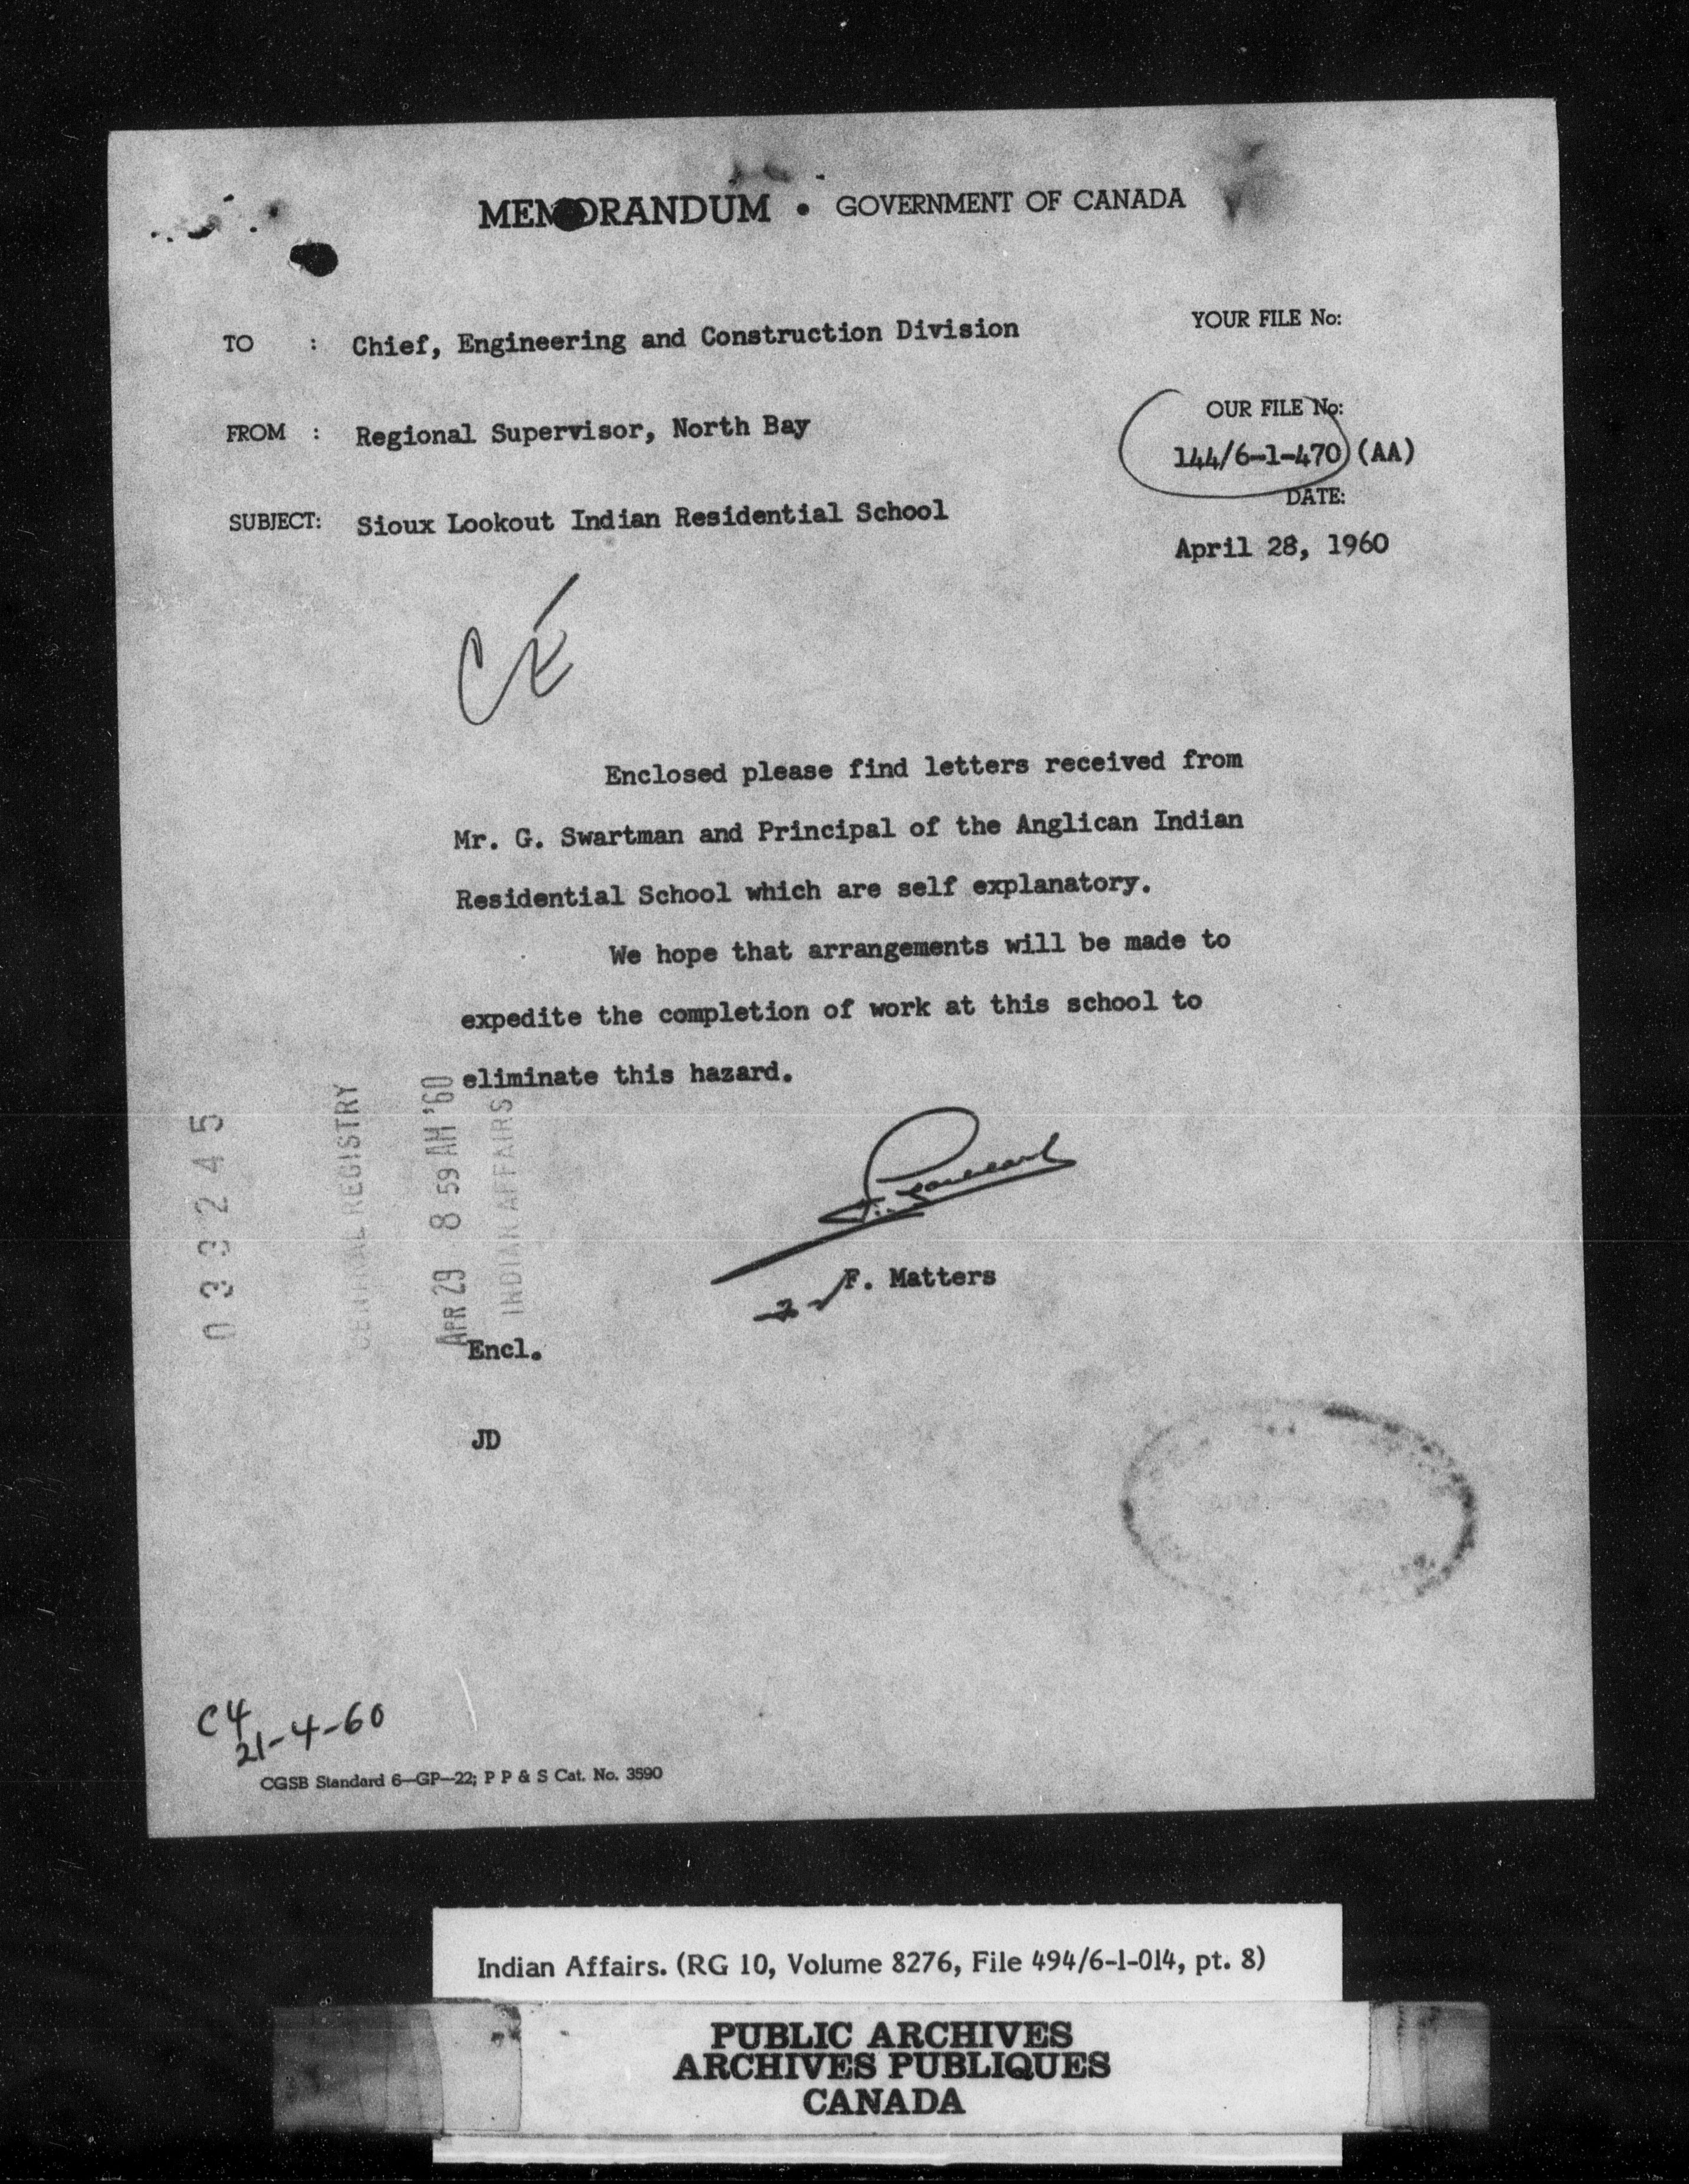 MEMORANDUM • GOVERNMENT OF CANADA
YOUR FILE No:
TO : Chief, Engineering and Construction Division
OUR FILE No:
FROM : Regional Supervisor, North Bay
144/6-1-470 (AA)
DATE:
SUBJECT: Sioux Lookout Indian Residential School
April 28, 1960
CE
Enclosed please find letters received from
Mr. G. Swartman and Principal of the Anglican Indian
Residential School which are self explanatory.
We hope that arrangements will be made to
expedite the completion of work at this school to
eliminate this hazard.
033245
CENTRAL REGISTRY
APR 29 8 59 AM '60
INDIAN AFFAIRS
F. Matters
Encl.
JD
C4
21-4-60
CGSB Standard 6—GP—22; P P & S Cat. No. 3590
Indian Affairs. (RG 10, Volume 8276, File 494/6-1-014, pt. 8)
PUBLIC ARCHIVES
ARCHIVES PUBLIQUES
CANADA